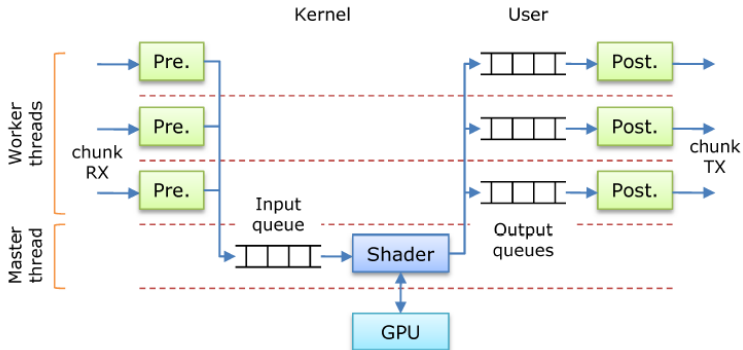 Kernel
User
Worker
threads
Master
thread
chunk
RX
Pre.
Pre.
Pre.
Input
queue
Shader
GPU
Output
queues
Post.
Post.
Post.
chunk
TX